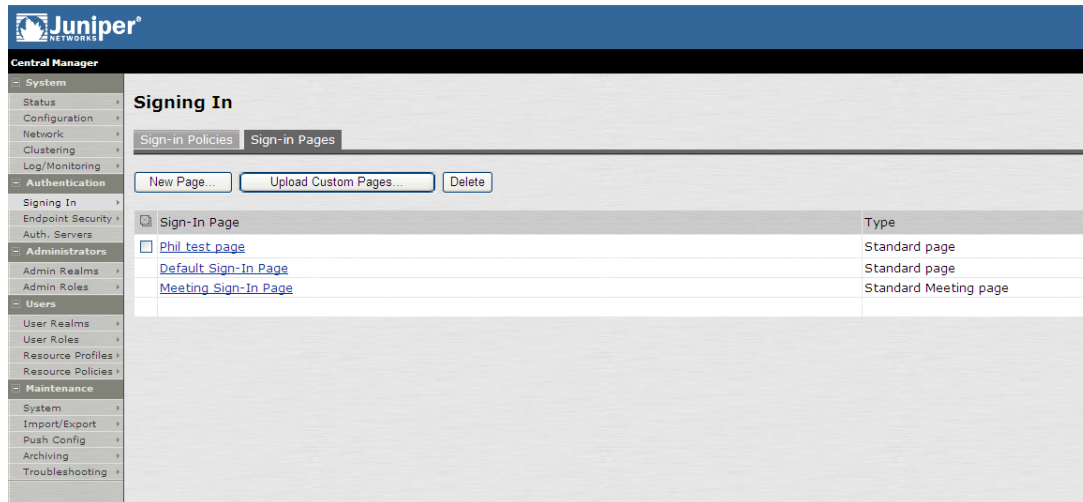 Juniper®
NETWORKS
Central Manager
System
Status
Configuration
Network
Clustering
Log/Monitoring
Authentication
Signing In
Endpoint Security
Auth. Servers
Administrators
Admin Realms
Admin Roles
Users
User Realms
User Roles
Resource Profiles
Resource Policies
Maintenance
System
Import/Export
Push Config
Archiving
Troubleshooting
Signing In
Sign-in Policies Sign-in Pages
New Page... Upload Custom Pages... Delete
Sign-In Page Type
Phil test page Standard page
Default Sign-In Page Standard page
Meeting Sign-In Page Standard Meeting page